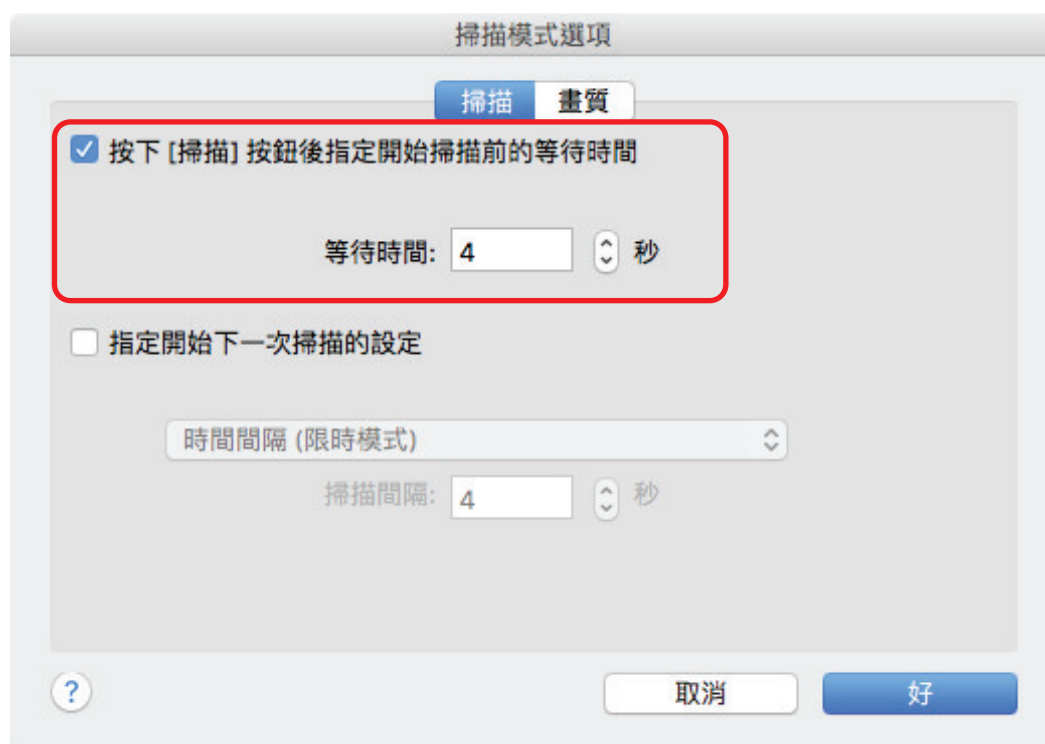 掃描模式選項
掃描 畫質
按下 [掃描] 按鈕後指定開始掃描前的等待時間
等待時間: 4 秒
指定開始下一次掃描的設定
時間間隔 (限時模式)
掃描間隔: 4 秒
? 取消 好